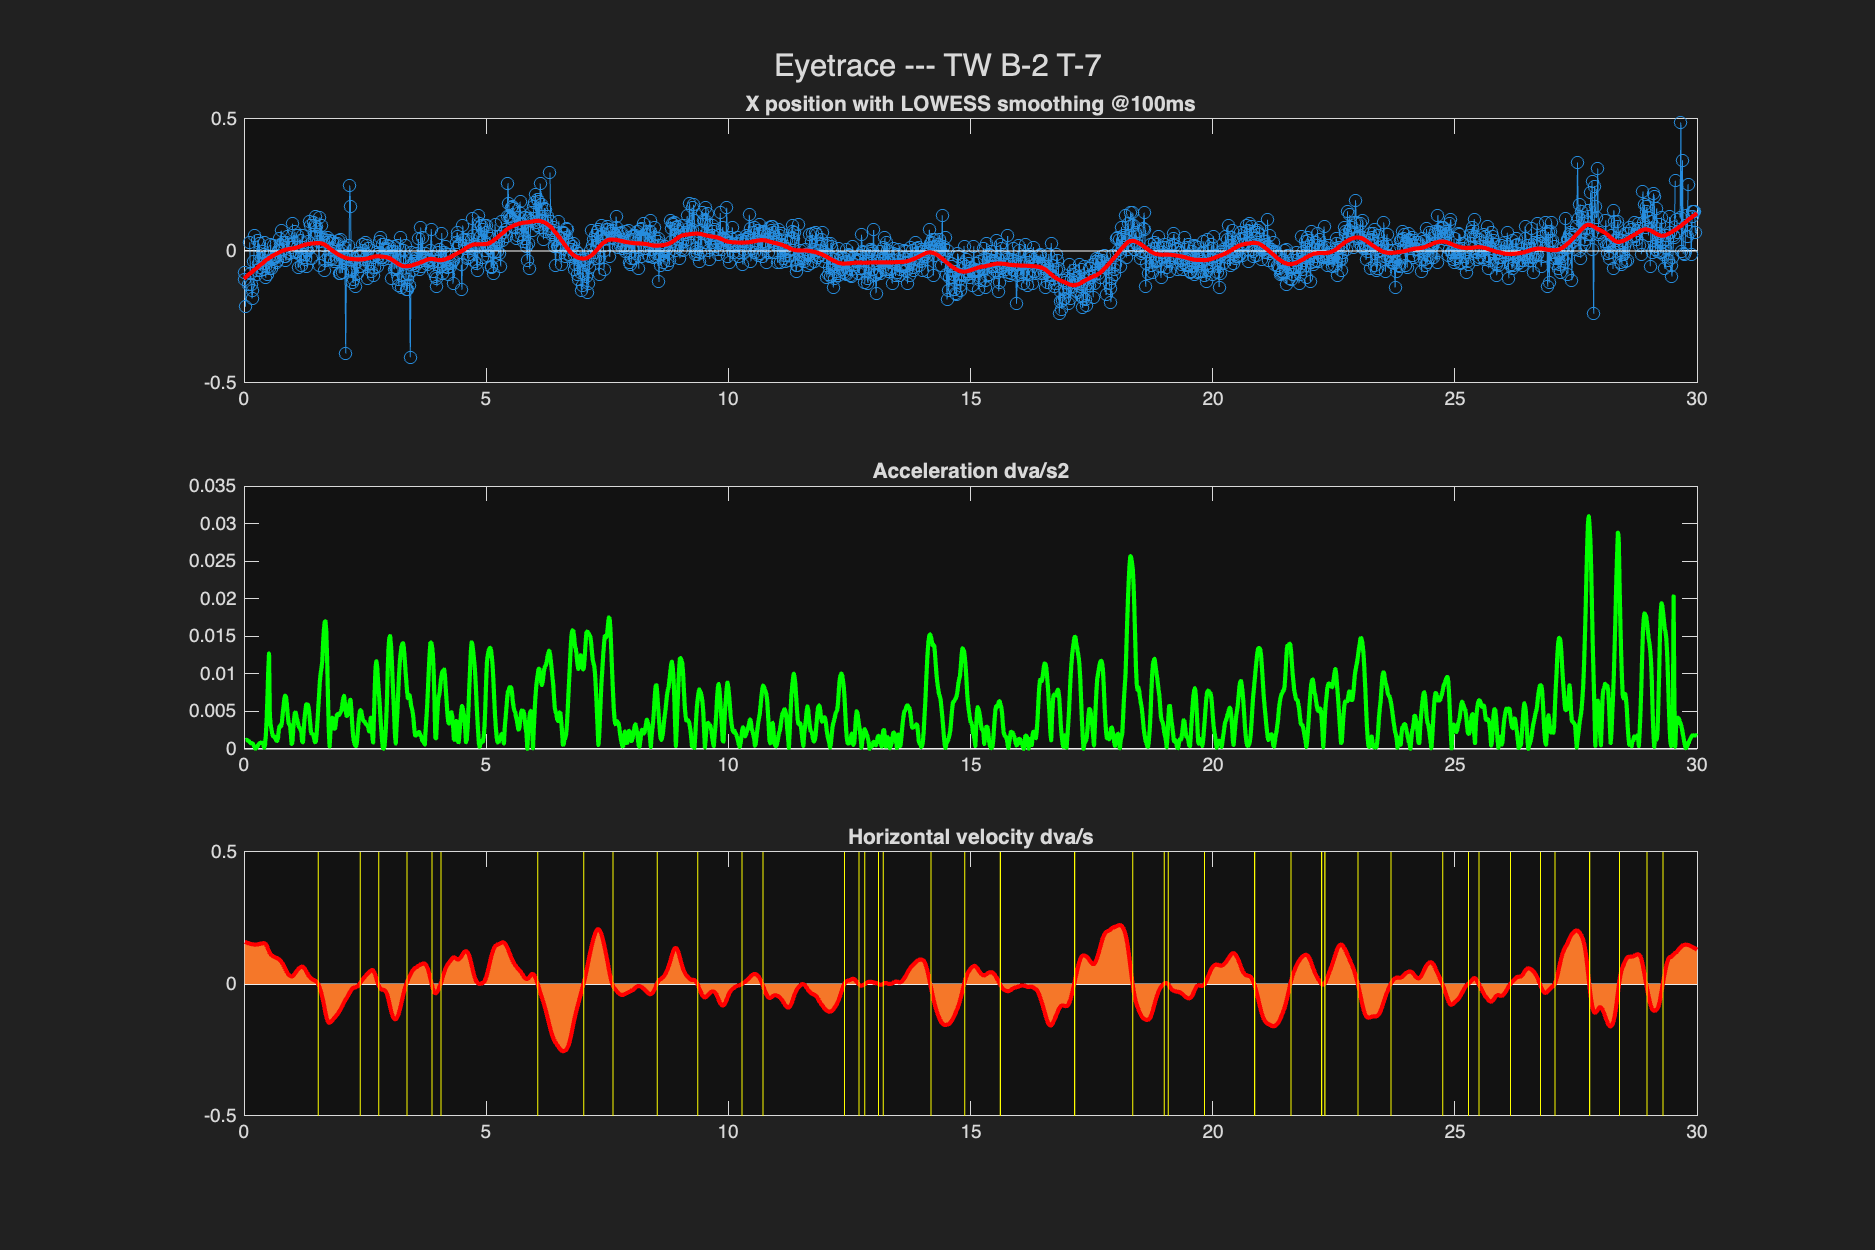 Eyetrace --- TW B-2 T-7
X position with LOWESS smoothing @100ms
0.5
0
-0.5
0 5 10 15 20 25 30
Acceleration dva/s2
0.035
0.03
0.025
0.02
0.015
0.01
0.005
0
0 5 10 15 20 25 30
Horizontal velocity dva/s
0.5
0
-0.5
0 5 10 15 20 25 30